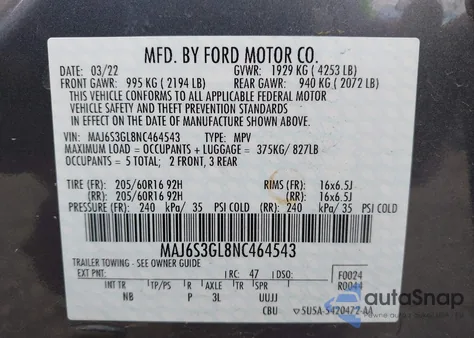 MFD. BY FORD MOTOR CO.
DATE: 03/22 GVWR: 1929 KG ( 4253 LB)
FRONT GAWR: 995 KG ( 2194 LB) REAR GAWR: 940 KG ( 2072 LB)
THIS VEHICLE CONFORMS TO ALL APPLICABLE FEDERAL MOTOR
VEHICLE SAFETY AND THEFT PREVENTION STANDARDS
IN EFFECT ON THE DATE OF MANUFACTURE SHOWN ABOVE.
VIN: MAJ6S3GL8NC464543 TYPE: MPV
MAXIMUM LOAD = OCCUPANTS + LUGGAGE = 375KG/ 827LB
OCCUPANTS = 5 TOTAL; 2 FRONT, 3 REAR
TIRE (FR): 205/60R16 92H RIMS (FR): 16x6.5J
(RR): 205/60R16 92H (RR): 16x6.5J
PRESSURE (FR): 240 kPa/ 35 PSI COLD (RR): 240 kPa/ 35 PSI COLD
MAJ6S3GL8NC464543
TRAILER TOWING - SEE OWNER GUIDE
EXT PNT: RC: 47 DSO: F0024
R0044
INT TR TP/PS R AXLE TR SPR
NB P 3L UUJJ
CBU 5U5A-5420472-AA
autoSnap